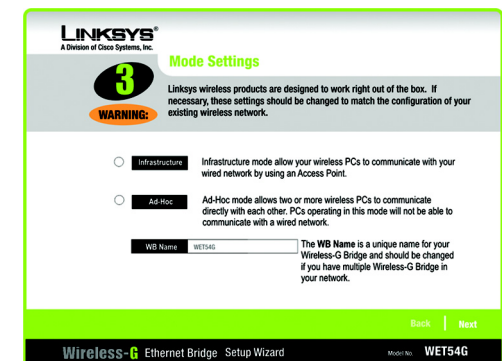 LINKSYS®
A Division of Cisco Systems, Inc.
3
WARNING:
Mode Settings
Linksys wireless products are designed to work right out of the box. If
necessary, these settings should be changed to match the configuration of your
existing wireless network.
Infrastructure
Infrastructure mode allow your wireless PCs to communicate with your
wired network by using an Access Point.
Ad-Hoc
Ad-Hoc mode allows two or more wireless PCs to communicate
directly with each other. PCs operating in this mode will not be able to
communicate with a wired network.
WB Name
WET54G
The WB Name is a unique name for your
Wireless-G Bridge and should be changed
if you have multiple Wireless-G Bridge in
your network.
Back
Next
Wireless-G Ethernet Bridge Setup Wizard
Model No. WET54G